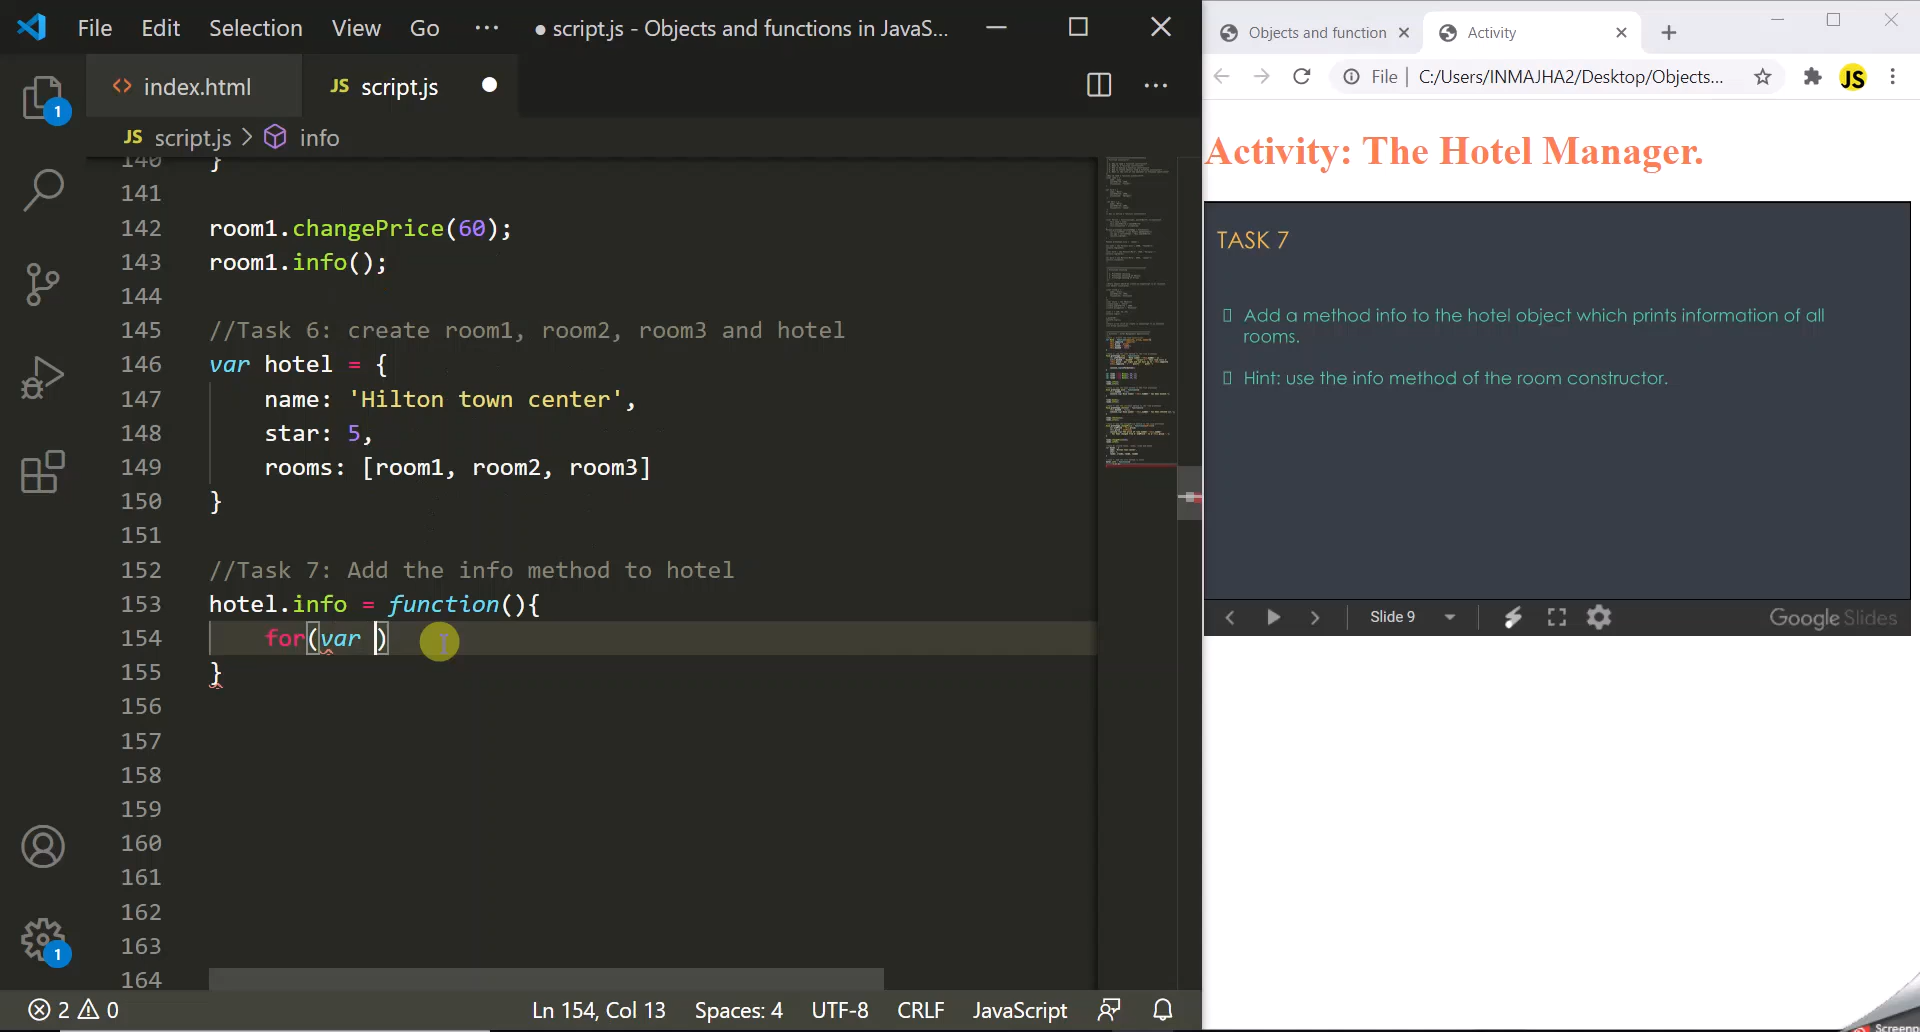 File Edit Selection View Go ··· ● script.js - Objects and functions in JavaS...
index.html JS script.js
JS script.js > info
140 }
141
142 room1.changePrice(60);
143 room1.info();
144
145 //Task 6: create room1, room2, room3 and hotel
146 var hotel = {
147 name: 'Hilton town center',
148 star: 5,
149 rooms: [room1, room2, room3]
150 }
151
152 //Task 7: Add the info method to hotel
153 hotel.info = function(){
154 for(var )
155 }
156
157
158
159
160
161
162
163
164
1
1
2 0 Ln 154, Col 13 Spaces: 4 UTF-8 CRLF JavaScript
Objects and function Activity
File | C:/Users/INMAJHA2/Desktop/Objects... JS
Activity: The Hotel Manager.
TASK 7
Add a method info to the hotel object which prints information of all
rooms.
Hint: use the info method of the room constructor.
Slide 9 Google Slides